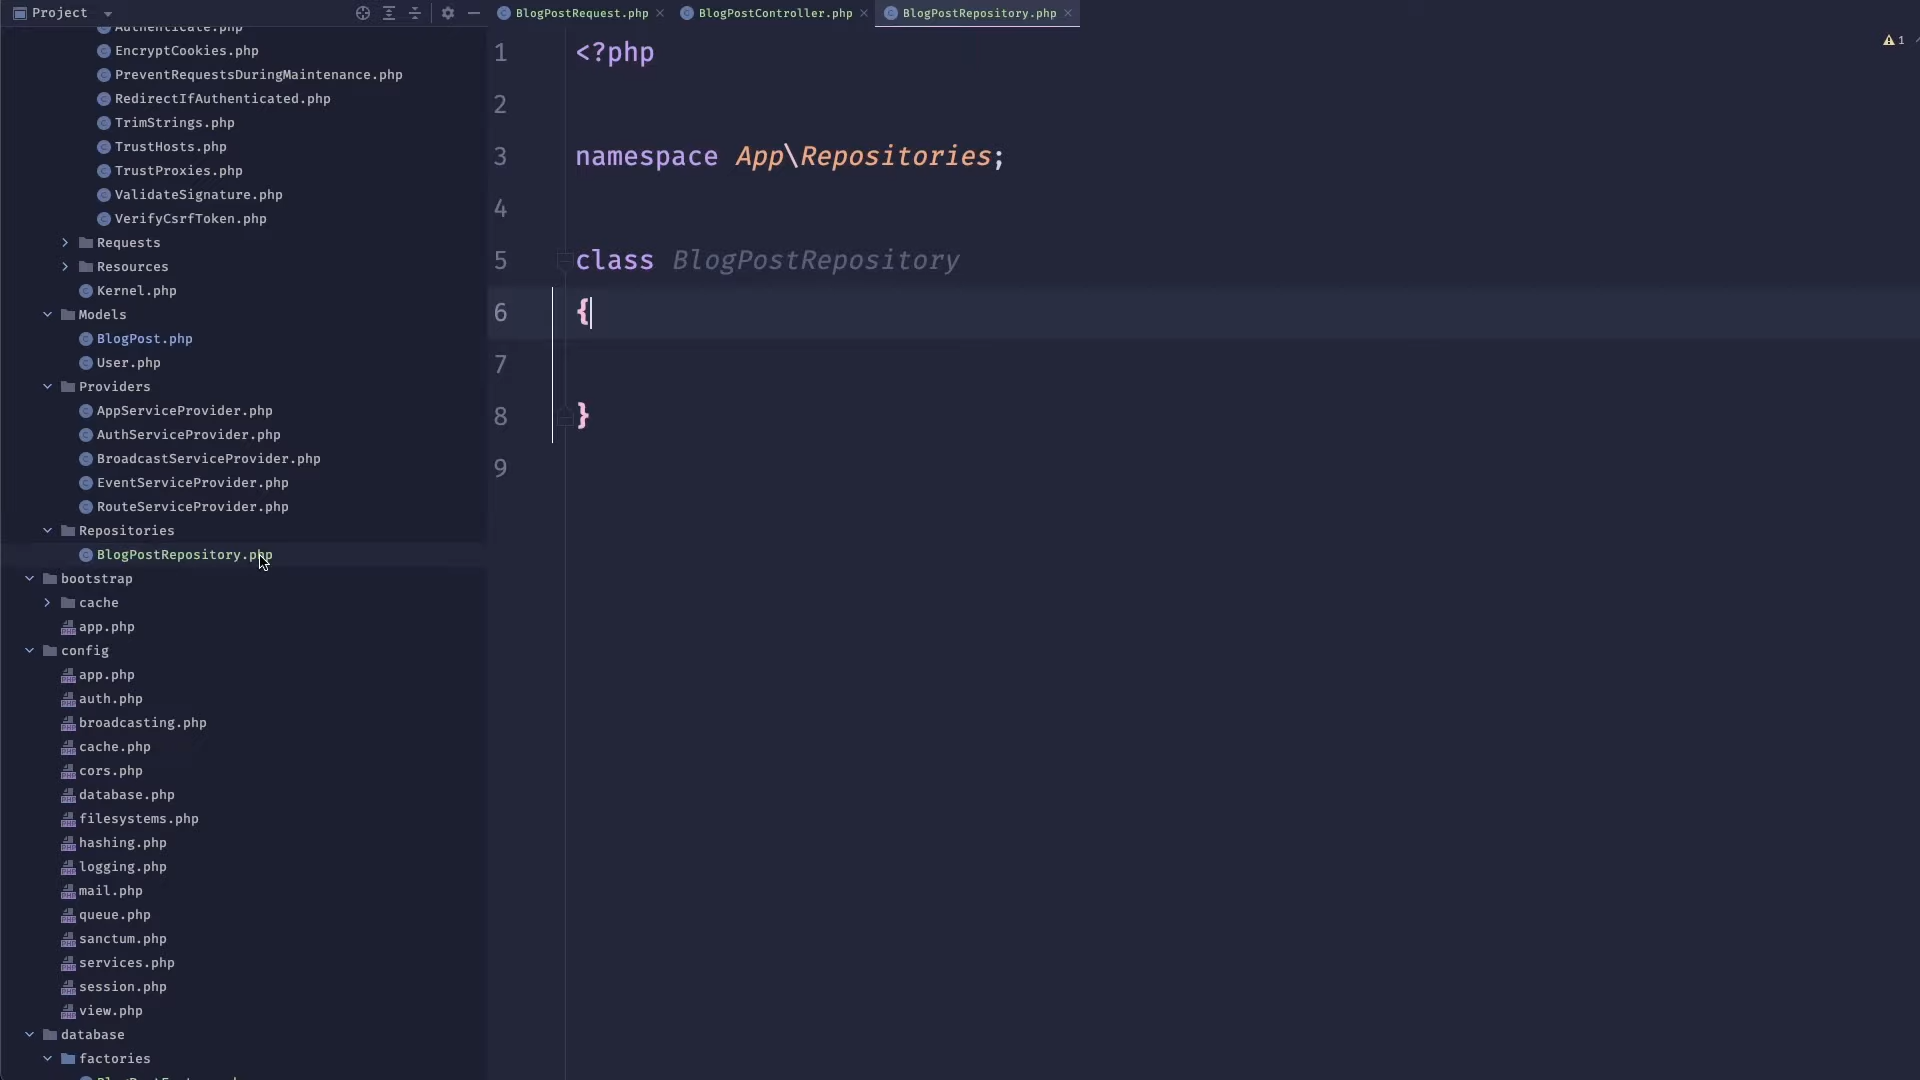 Project
Authenticate.php
EncryptCookies.php
PreventRequestsDuringMaintenance.php
RedirectIfAuthenticated.php
TrimStrings.php
TrustHosts.php
TrustProxies.php
ValidateSignature.php
VerifyCsrfToken.php
Requests
Resources
Kernel.php
Models
BlogPost.php
User.php
Providers
AppServiceProvider.php
AuthServiceProvider.php
BroadcastServiceProvider.php
EventServiceProvider.php
RouteServiceProvider.php
Repositories
BlogPostRepository.php
bootstrap
cache
app.php
config
app.php
auth.php
broadcasting.php
cache.php
cors.php
database.php
filesystems.php
hashing.php
logging.php
mail.php
queue.php
sanctum.php
services.php
session.php
view.php
database
factories
BlogPostRequest.php BlogPostController.php BlogPostRepository.php
1
1 <?php
2
3 namespace App\Repositories;
4
5 class BlogPostRepository
6 {
7
8 }
9